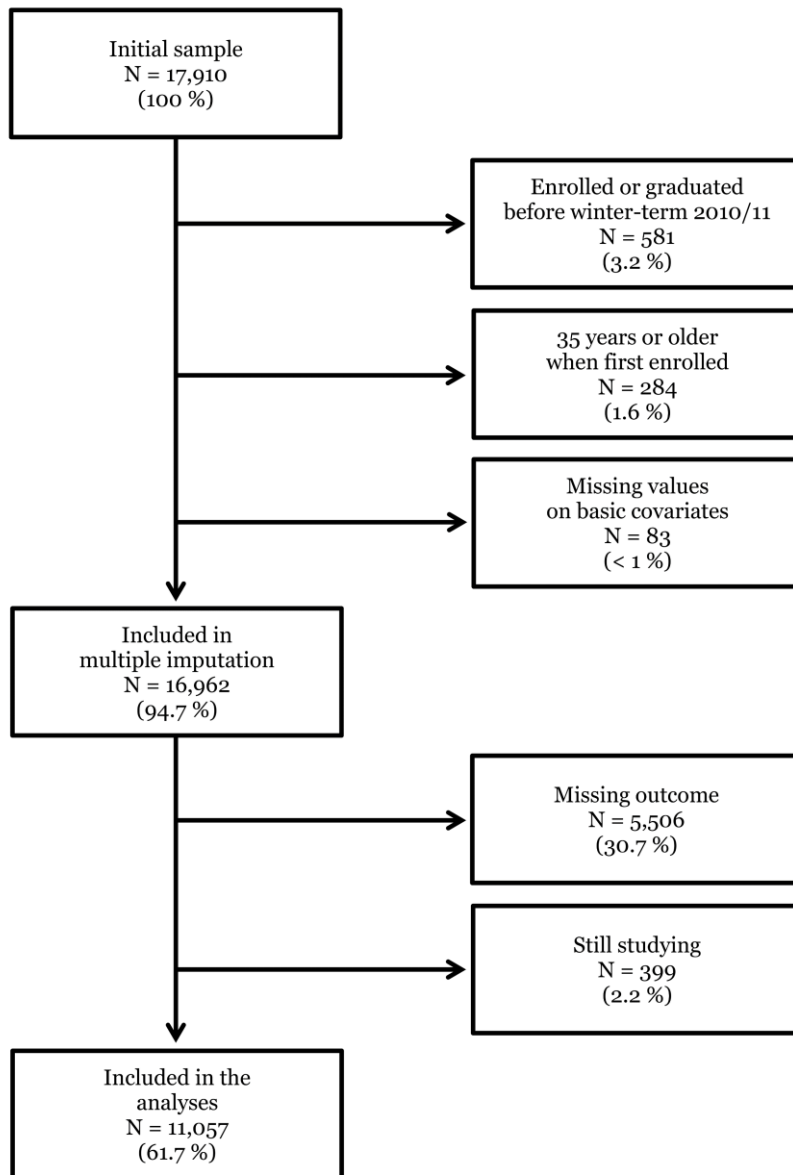 Initial sample
N = 17,910
(100 %)
Enrolled or graduated
before winter-term 2010/11
N = 581
(3.2 %)
35 years or older
when first enrolled
N = 284
(1.6 %)
Missing values
on basic covariates
N = 83
(< 1 %)
Included in
multiple imputation
N = 16,962
(94.7 %)
Missing outcome
N = 5,506
(30.7 %)
Still studying
N = 399
(2.2 %)
Included in the
analyses
N = 11,057
(61.7 %)